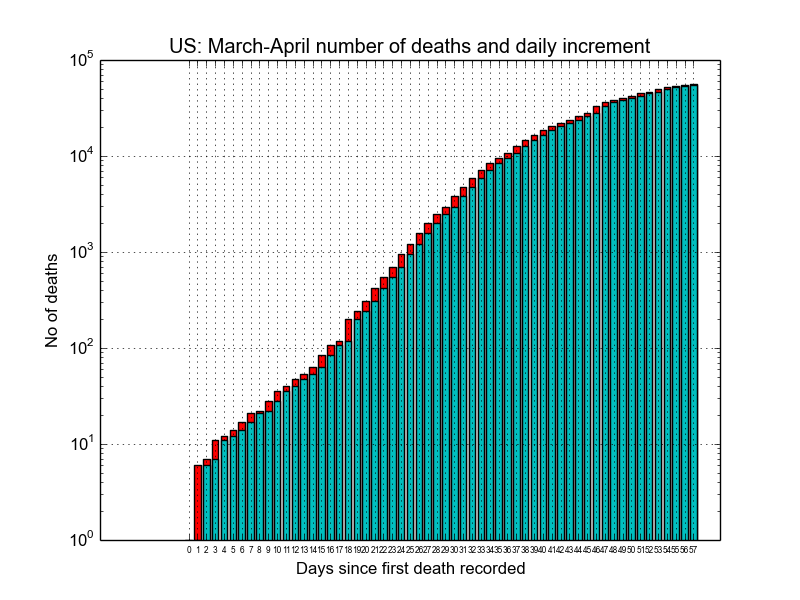 US: March-April number of deaths and daily increment
10^5
10^4
10^3
10^2
10^1
10^0
No of deaths
0 1 2 3 4 5 6 7 8 9 10 11 12 13 14 15 16 17 18 19 20 21 22 23 24 25 26 27 28 29 30 31 32 33 34 35 36 37 38 39 40 41 42 43 44 45 46 47 48 49 50 51 52 53 54 55 56 57
Days since first death recorded